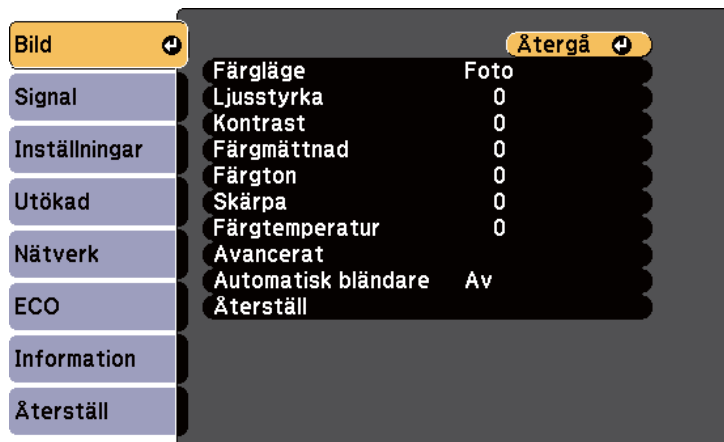 Bild
Signal
Inställningar
Utökad
Nätverk
ECO
Information
Återställ
Återgå
Färgläge Foto
Ljusstyrka 0
Kontrast 0
Färgmättnad 0
Färgton 0
Skärpa 0
Färgtemperatur 0
Avancerat
Automatisk bländare Av
Återställ